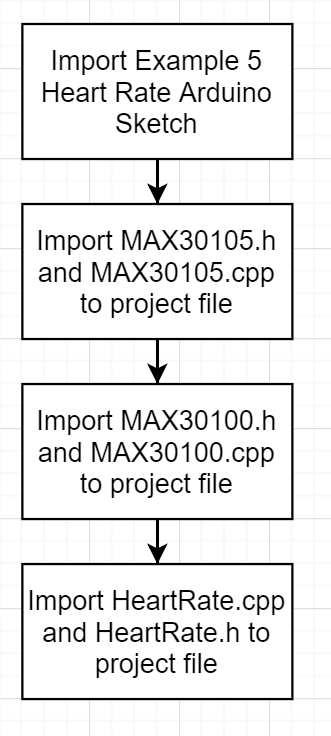 Import Example 5
Heart Rate Arduino
Sketch
Import MAX30105.h
and MAX30105.cpp
to project file
Import MAX30100.h
and MAX30100.cpp
to project file
Import HeartRate.cpp
and HeartRate.h to
project file